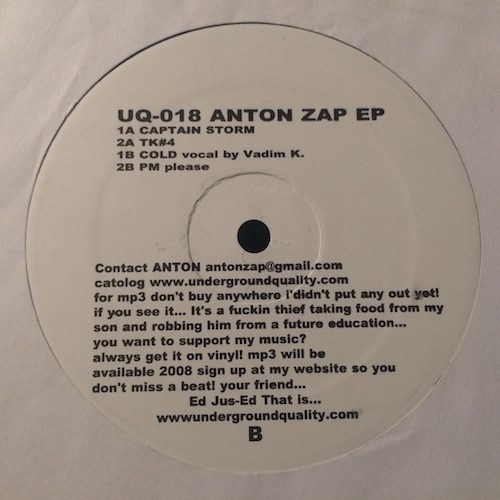 UQ-018 ANTON ZAP EP
1A CAPTAIN STORM
2A TK#4
1B COLD vocal by Vadim K.
2B PM please
Contact ANTON antonzap@gmail.com
catolog www.undergroundquality.com
for mp3 don't buy anywhere i'didn't put any out yet!
if you see it... It's a fuckin thief taking food from my
son and robbing him from a future education...
you want to support my music?
always get it on vinyl! mp3 will be
available 2008 sign up at my website so you
don't miss a beat! your friend...
Ed Jus-Ed That is...
www.undergroundquality.com
B